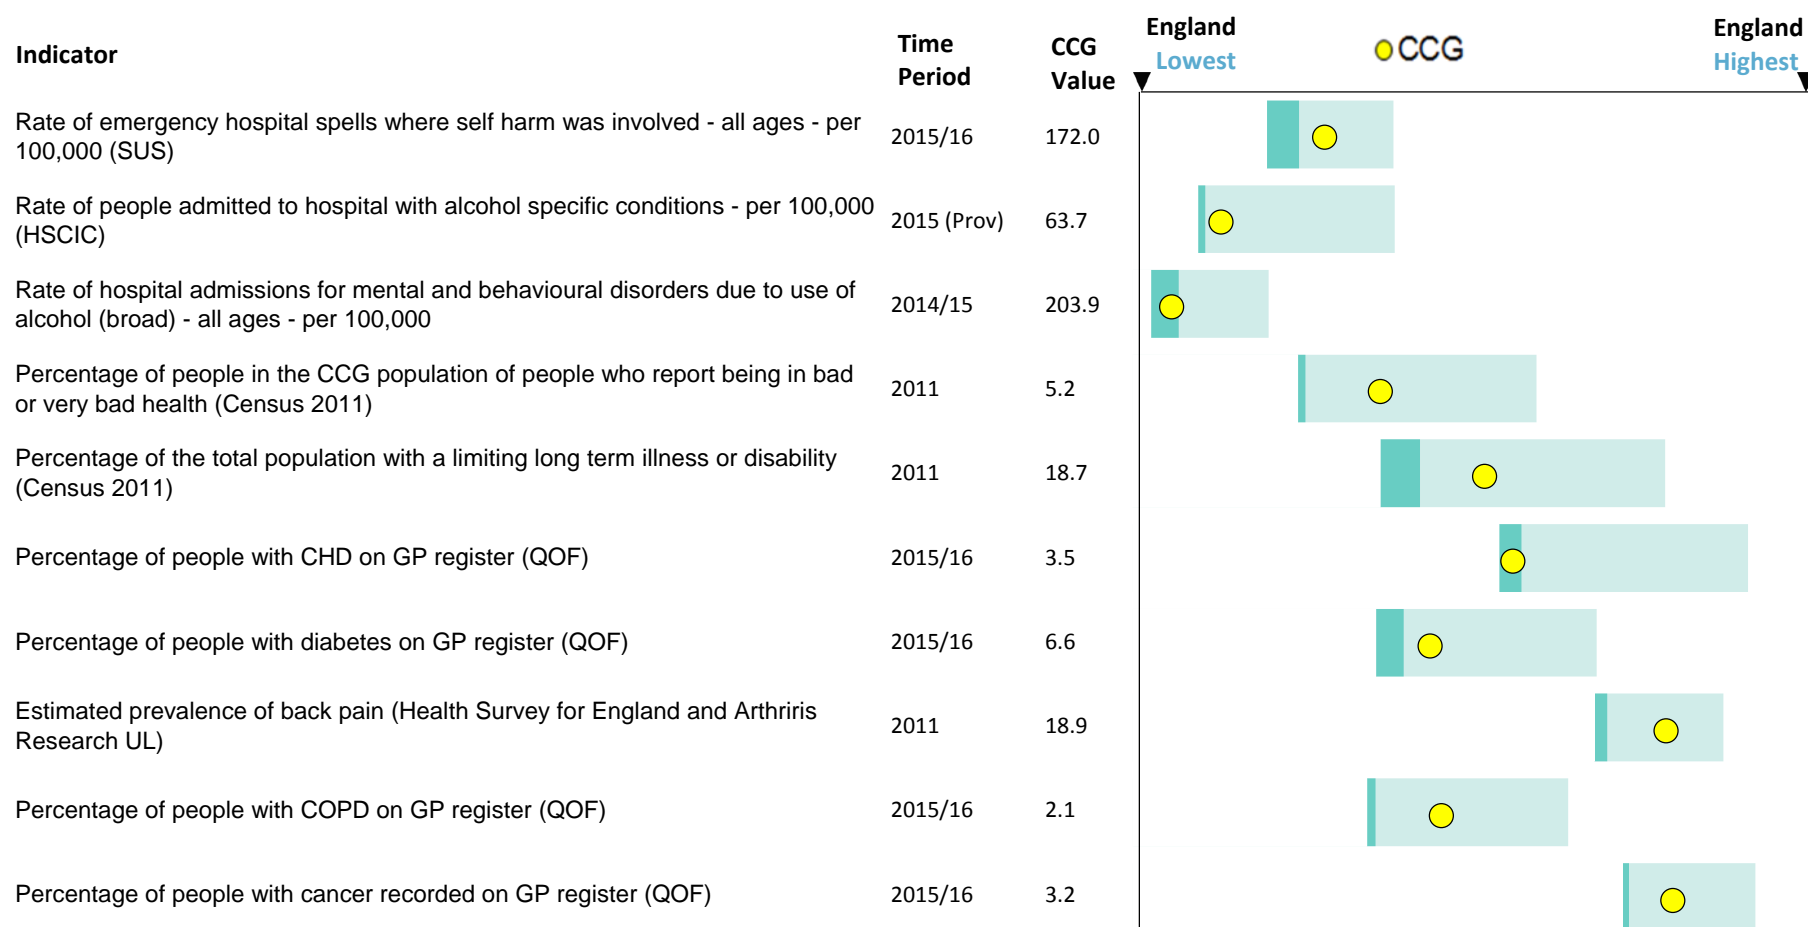 Indicator
Time
Period
CCG
Value
England
Lowest
CCG
England
Highest
Rate of emergency hospital spells where self harm was involved - all ages - per
100,000 (SUS)
2015/16
172.0
Rate of people admitted to hospital with alcohol specific conditions - per 100,000
(HSCIC)
2015 (Prov)
63.7
Rate of hospital admissions for mental and behavioural disorders due to use of
alcohol (broad) - all ages - per 100,000
2014/15
203.9
Percentage of people in the CCG population of people who report being in bad
or very bad health (Census 2011)
2011
5.2
Percentage of the total population with a limiting long term illness or disability
(Census 2011)
2011
18.7
Percentage of people with CHD on GP register (QOF)
2015/16
3.5
Percentage of people with diabetes on GP register (QOF)
2015/16
6.6
Estimated prevalence of back pain (Health Survey for England and Arthriris
Research UL)
2011
18.9
Percentage of people with COPD on GP register (QOF)
2015/16
2.1
Percentage of people with cancer recorded on GP register (QOF)
2015/16
3.2